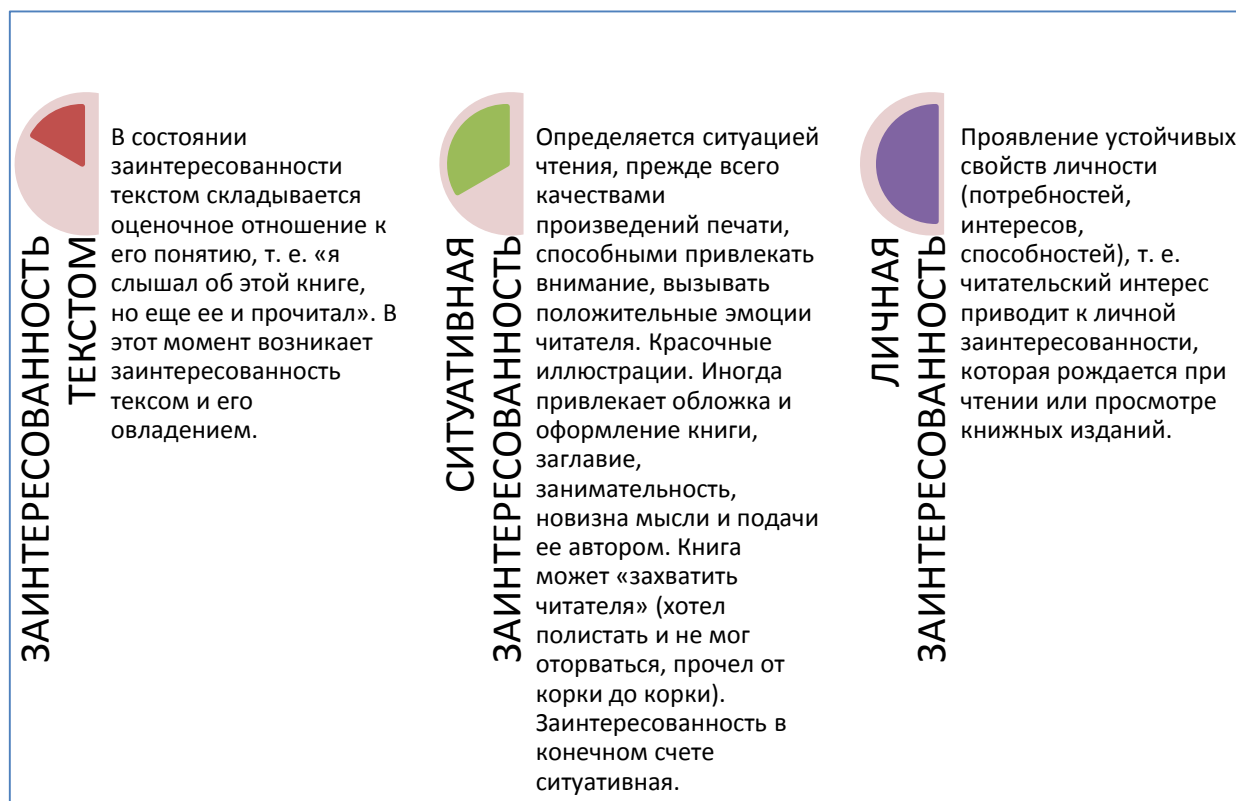 ЗАИНТЕРЕСОВАННОСТЬ
ТЕКСТОМ
В состоянии
заинтересованности
текстом складывается
оценочное отношение к
его понятию, т. е. «я
слышал об этой книге,
но еще ее и прочитал». В
этот момент возникает
заинтересованность
тексом и его
овладением.
СИТУАТИВНАЯ
ЗАИНТЕРЕСОВАННОСТЬ
Определяется ситуацией
чтения, прежде всего
качествами
произведений печати,
способными привлекать
внимание, вызывать
положительные эмоции
читателя. Красочные
иллюстрации. Иногда
привлекает обложка и
оформление книги,
заглавие,
занимательность,
новизна мысли и подачи
ее автором. Книга
может «захватить
читателя» (хотел
полистать и не мог
оторваться, прочел от
корки до корки).
Заинтересованность в
конечном счете
ситуативная.
ЛИЧНАЯ
ЗАИНТЕРЕСОВАННОСТЬ
Проявление устойчивых
свойств личности
(потребностей,
интересов,
способностей), т. е.
читательский интерес
приводит к личной
заинтересованности,
которая рождается при
чтении или просмотре
книжных изданий.